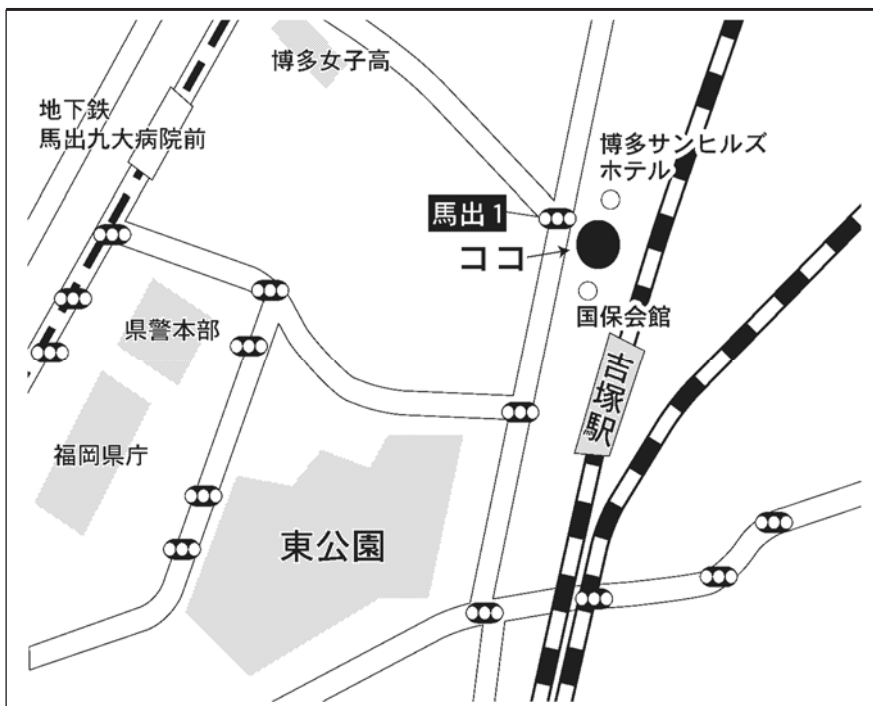 博多女子高
地下鉄
馬出九大病院前
博多サンヒルズ
ホテル
馬出1
ココ
国保会館
県警本部
吉塚駅
福岡県庁
東公園